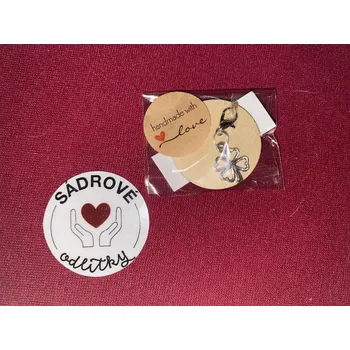 handmade with
love
SÁDROVÉ
odlitky